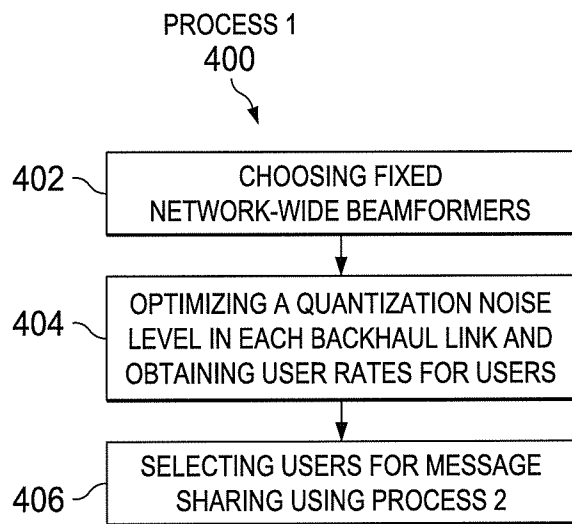 PROCESS 1
400
402
CHOOSING FIXED
NETWORK-WIDE BEAMFORMERS
404
OPTIMIZING A QUANTIZATION NOISE
LEVEL IN EACH BACKHAUL LINK AND
OBTAINING USER RATES FOR USERS
406
SELECTING USERS FOR MESSAGE
SHARING USING PROCESS 2